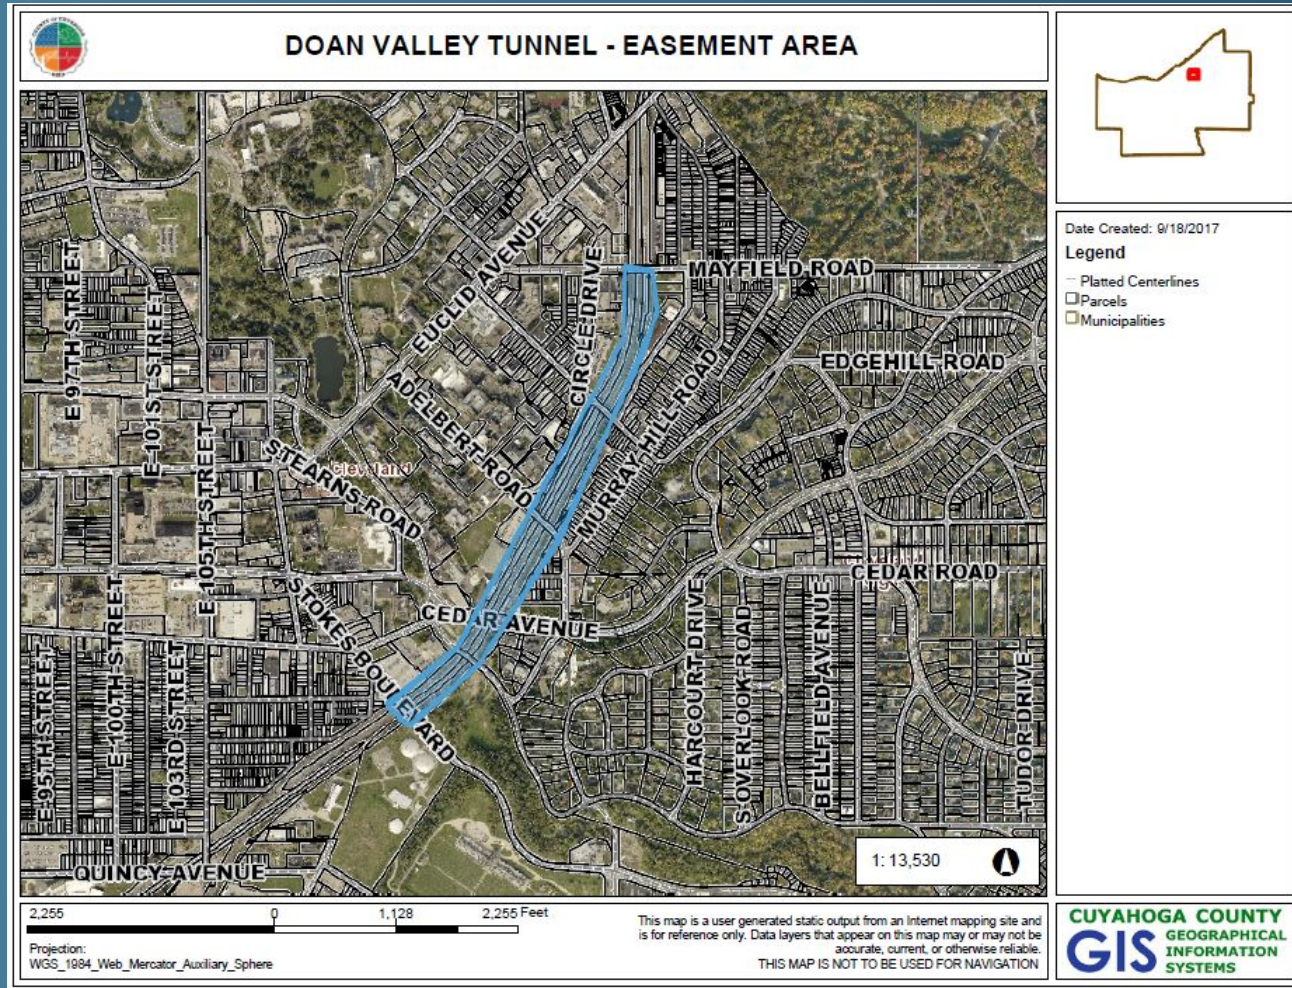 DOAN VALLEY TUNNEL - EASEMENT AREA
Date Created: 9/18/2017
Legend
Platted Centerlines
Parcels
Municipalities
E 97TH STREET
E 101ST STREET
E 105TH STREET
EUCLID AVENUE
CIRCLE DRIVE
MAYFIELD ROAD
EDGEHILL ROAD
ADELBERT ROAD
MURRAY HILL ROAD
STEARNS ROAD
Cleveland
CEDAR ROAD
STOKES BOULEVARD
CEDAR AVENUE
E 95TH STREET
E 100TH STREET
E 103RD STREET
HARCOURT DRIVE
S OVERLOOK ROAD
BELLFIELD AVENUE
TUDOR DRIVE
QUINCY AVENUE
1: 13,530
2,255 0 1,128 2,255 Feet
Projection:
WGS_1984_Web_Mercator_Auxiliary_Sphere
This map is a user generated static output from an Internet mapping site and
is for reference only. Data layers that appear on this map may or may not be
accurate, current, or otherwise reliable.
THIS MAP IS NOT TO BE USED FOR NAVIGATION
CUYAHOGA COUNTY
GIS
GEOGRAPHICAL
INFORMATION
SYSTEMS